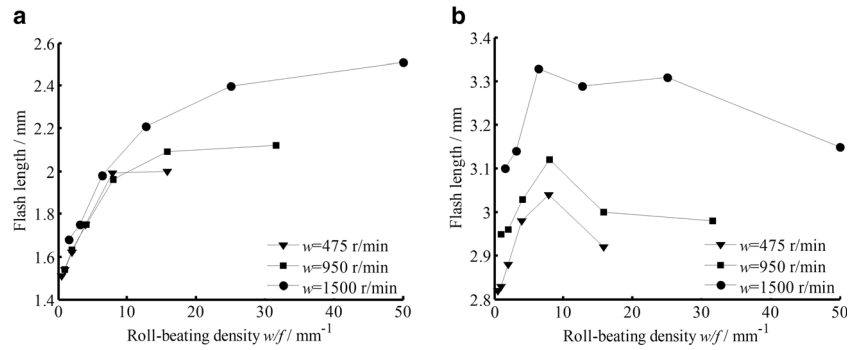 a
Flash length / mm
2.6
2.4
2.2
2
1.8
1.6
1.4
0
10
20
30
40
50
w=475 r/min
w=950 r/min
w=1500 r/min
Roll-beating density w/f / mm⁻¹
b
Flash length / mm
3.4
3.3
3.2
3.1
3
2.9
2.8
0
10
20
30
40
50
w=475 r/min
w=950 r/min
w=1500 r/min
Roll-beating density w/f / mm⁻¹